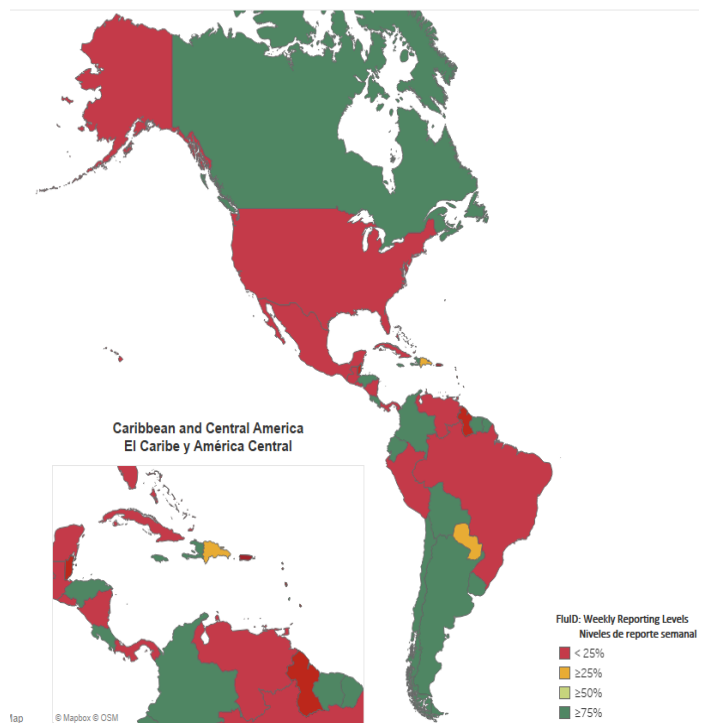 Caribbean and Central America
El Caribe y América Central
FluID: Weekly Reporting Levels
Niveles de reporte semanal
< 25%
≥25%
≥50%
≥75%
© Mapbox © OSM